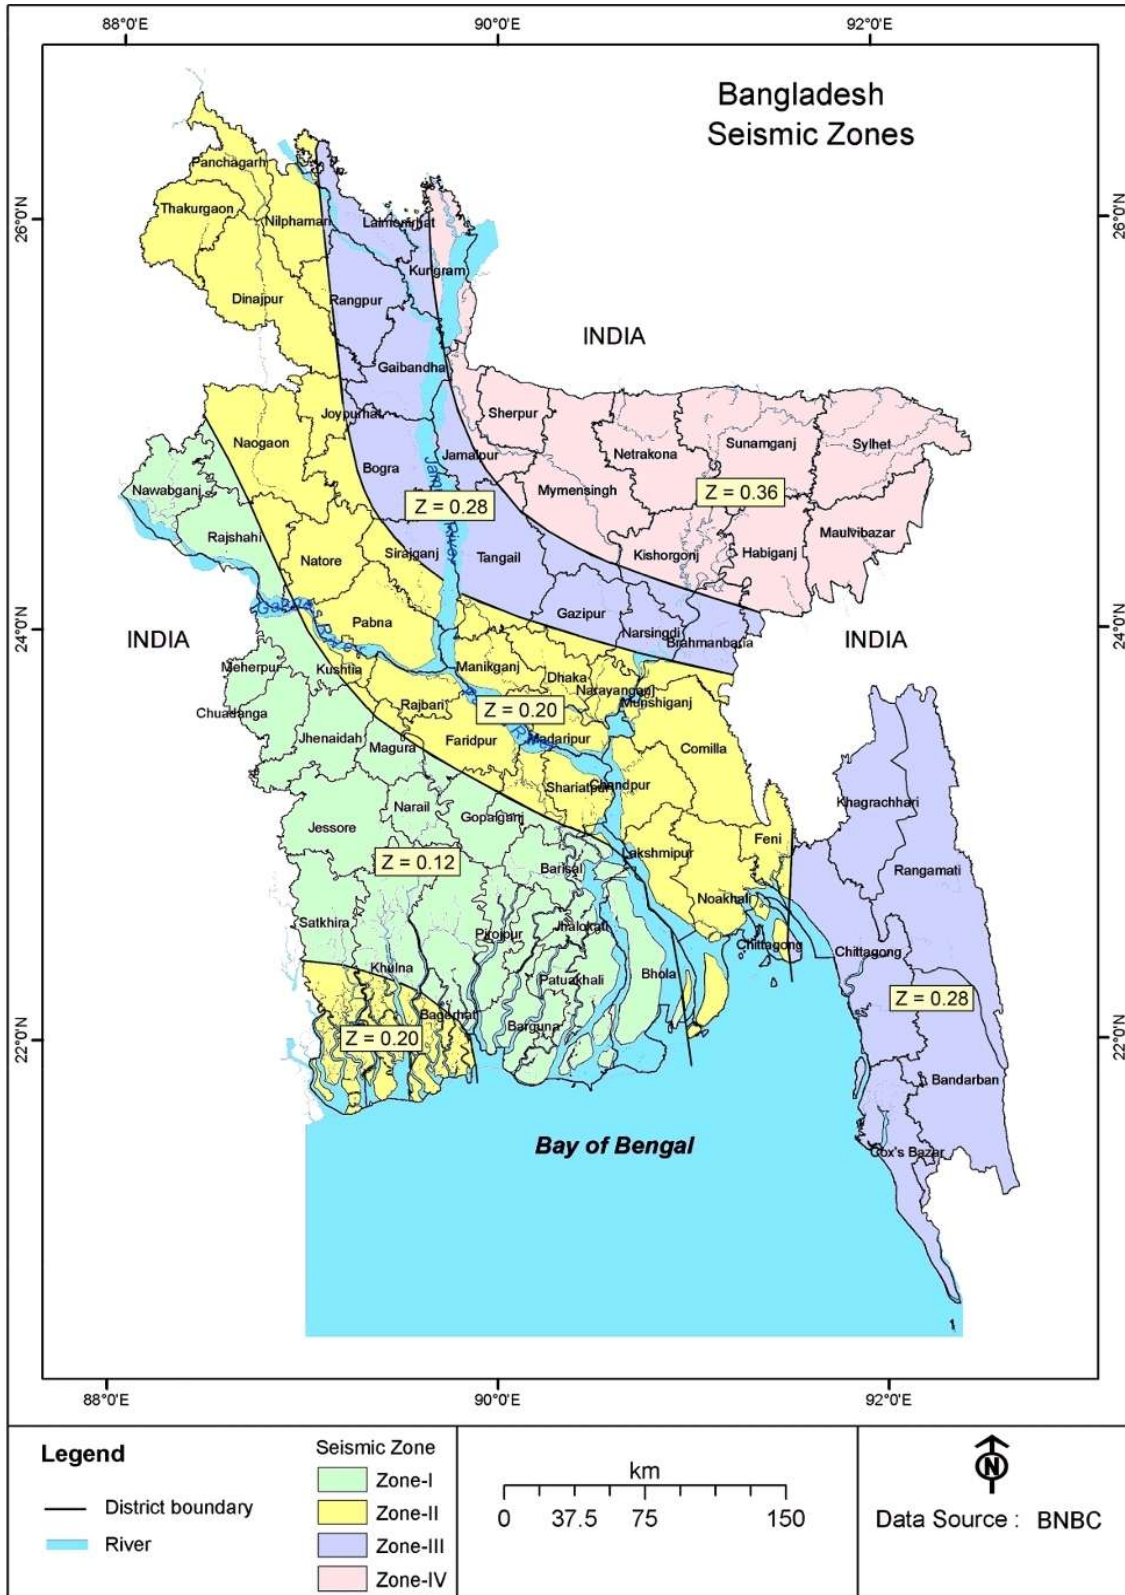 88°0'E
90°0'E
92°0'E
Bangladesh
Seismic Zones
26°N
26°N
Panchagarh
Thakurgaon
Nilphamari
Lalmonirhat
Kurigram
Dinajpur
Rangpur
INDIA
Gaibandha
Joypurhat
Sherpur
Naogaon
Netrakona
Sunamganj
Sylhet
Bogra
Jamalpur
Nawabganj
Mymensingh
Z = 0.36
Z = 0.28
River
Rajshahi
Maulvibazar
Natore
Sirajganj
Tangail
Kishorgonj
Habiganj
Gazipur
24°N
24°N
INDIA
INDIA
River
Pabna
Narsingdi
Brahmanbaria
Meherpur
Kushtia
Manikganj
Dhaka
Narayanganj
Chuadanga
Rajbari
Z = 0.20
Munshiganj
Jhenaidah
Magura
Faridpur
Madaripur
Comilla
Shariatpur
Chandpur
Khagrachhari
Narail
Gopalganj
Jessore
Feni
Z = 0.12
Barisal
Lakshmipur
Rangamati
Noakhali
Satkhira
Pirojpur
Jhalokati
Chittagong
Chittagong
Khulna
Patuakhali
Bhola
Z = 0.28
Bagerhat
Barguna
Z = 0.20
22°N
22°N
Bandarban
Bay of Bengal
Cox's Bazar
88°0'E
90°0'E
92°0'E
Legend
District boundary
River
Seismic Zone
Zone-I
Zone-II
Zone-III
Zone-IV
km
0 37.5 75 150
N
Data Source : BNBC